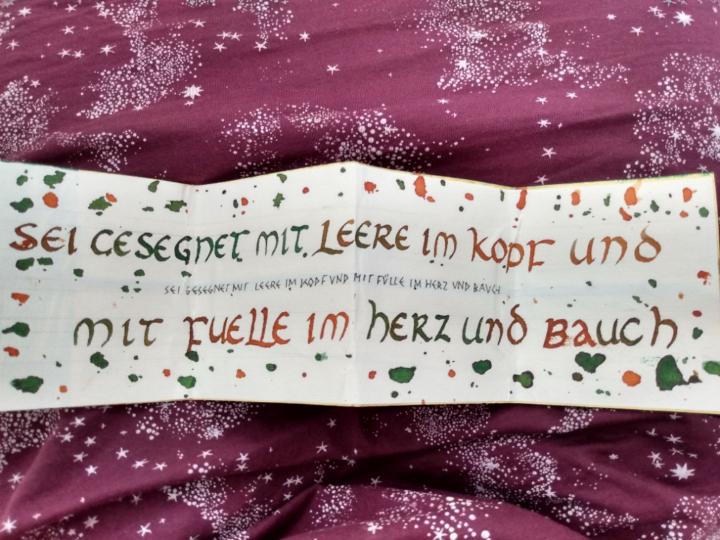 SEI GESEGNET MIT LEERE IM KOPF UND
SEI GESEGNET MIT LEERE IM KOPF UND MIT FÜLLE IM HERZ UND BAUCH
MIT FUELLE IM HERZ UND BAUCH